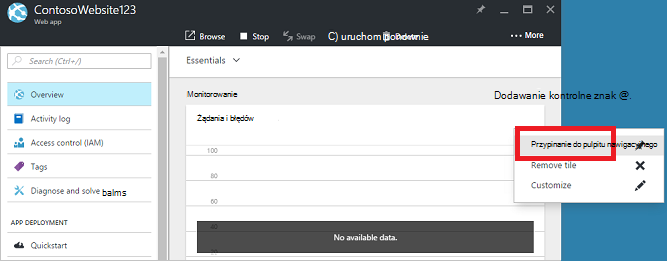 ContosoWebsite123
Web app
Browse Stop Swap C) uruchom ponownie More
Search (Ctrl+/)
Essentials
Overview
Monitorowanie
Dodawanie kontrolne znak @.
Activity log
Żądania i błędów
Access control (IAM)
Przypinanie do pulpitu nawigacyjnego
100
Tags
Remove tile
80
Diagnose and solve balms
Customize
60
APP DEPLOYMENT
40
No available data.
Quickstart
20